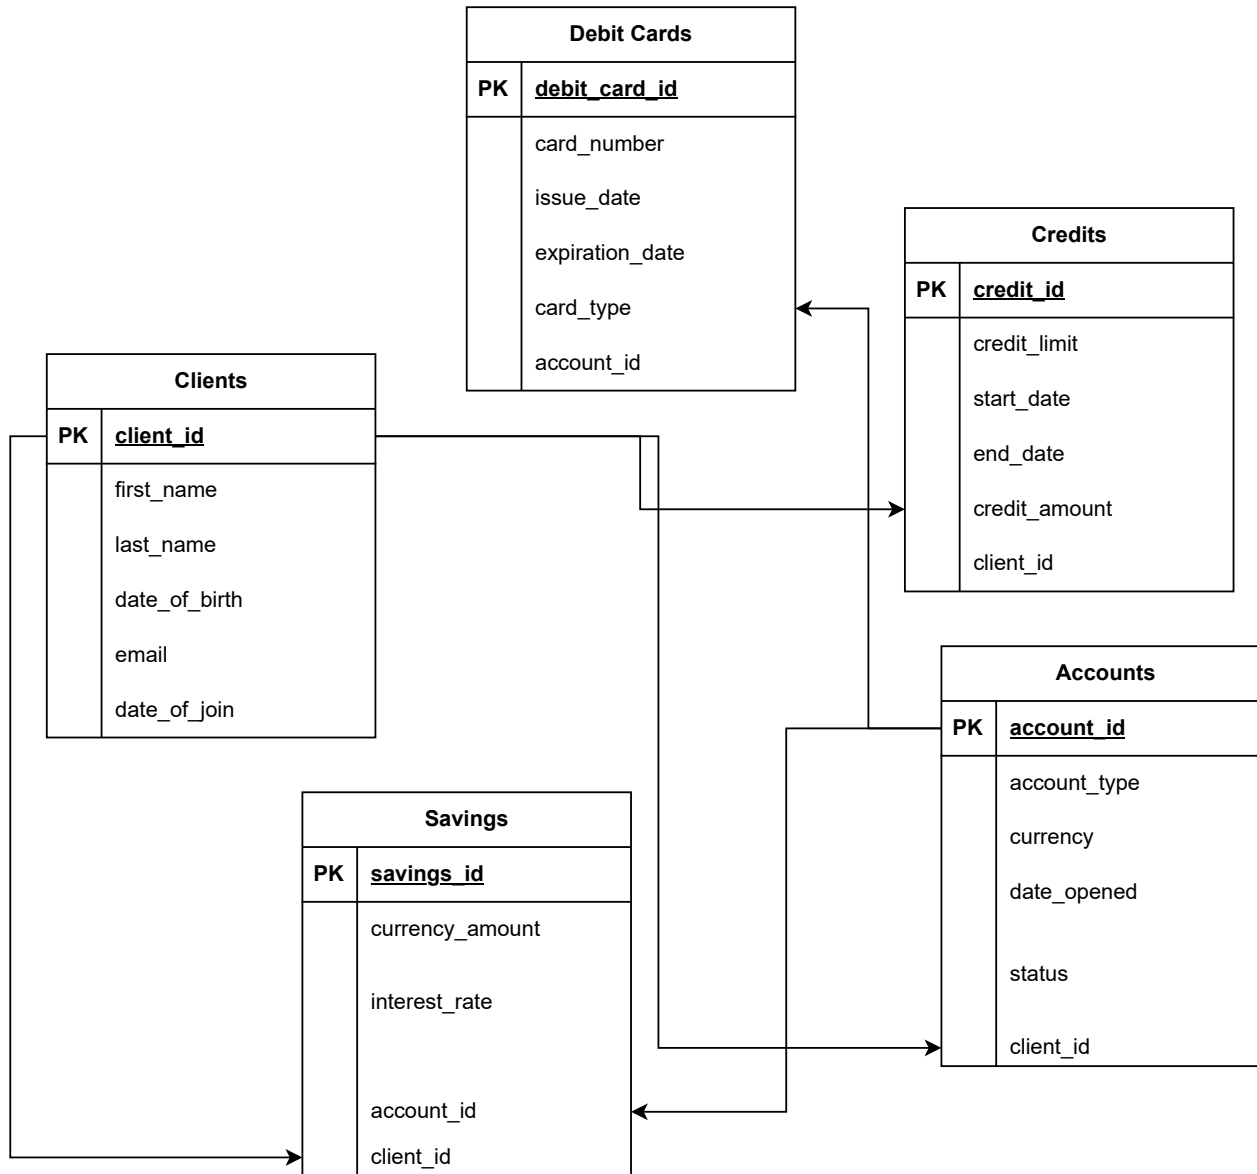 Debit Cards
PK debit_card_id
card_number
issue_date
expiration_date
card_type
account_id
Credits
PK credit_id
credit_limit
start_date
end_date
credit_amount
client_id
Clients
PK client_id
first_name
last_name
date_of_birth
email
date_of_join
Accounts
PK account_id
account_type
currency
date_opened
status
client_id
Savings
PK savings_id
currency_amount
interest_rate
account_id
client_id